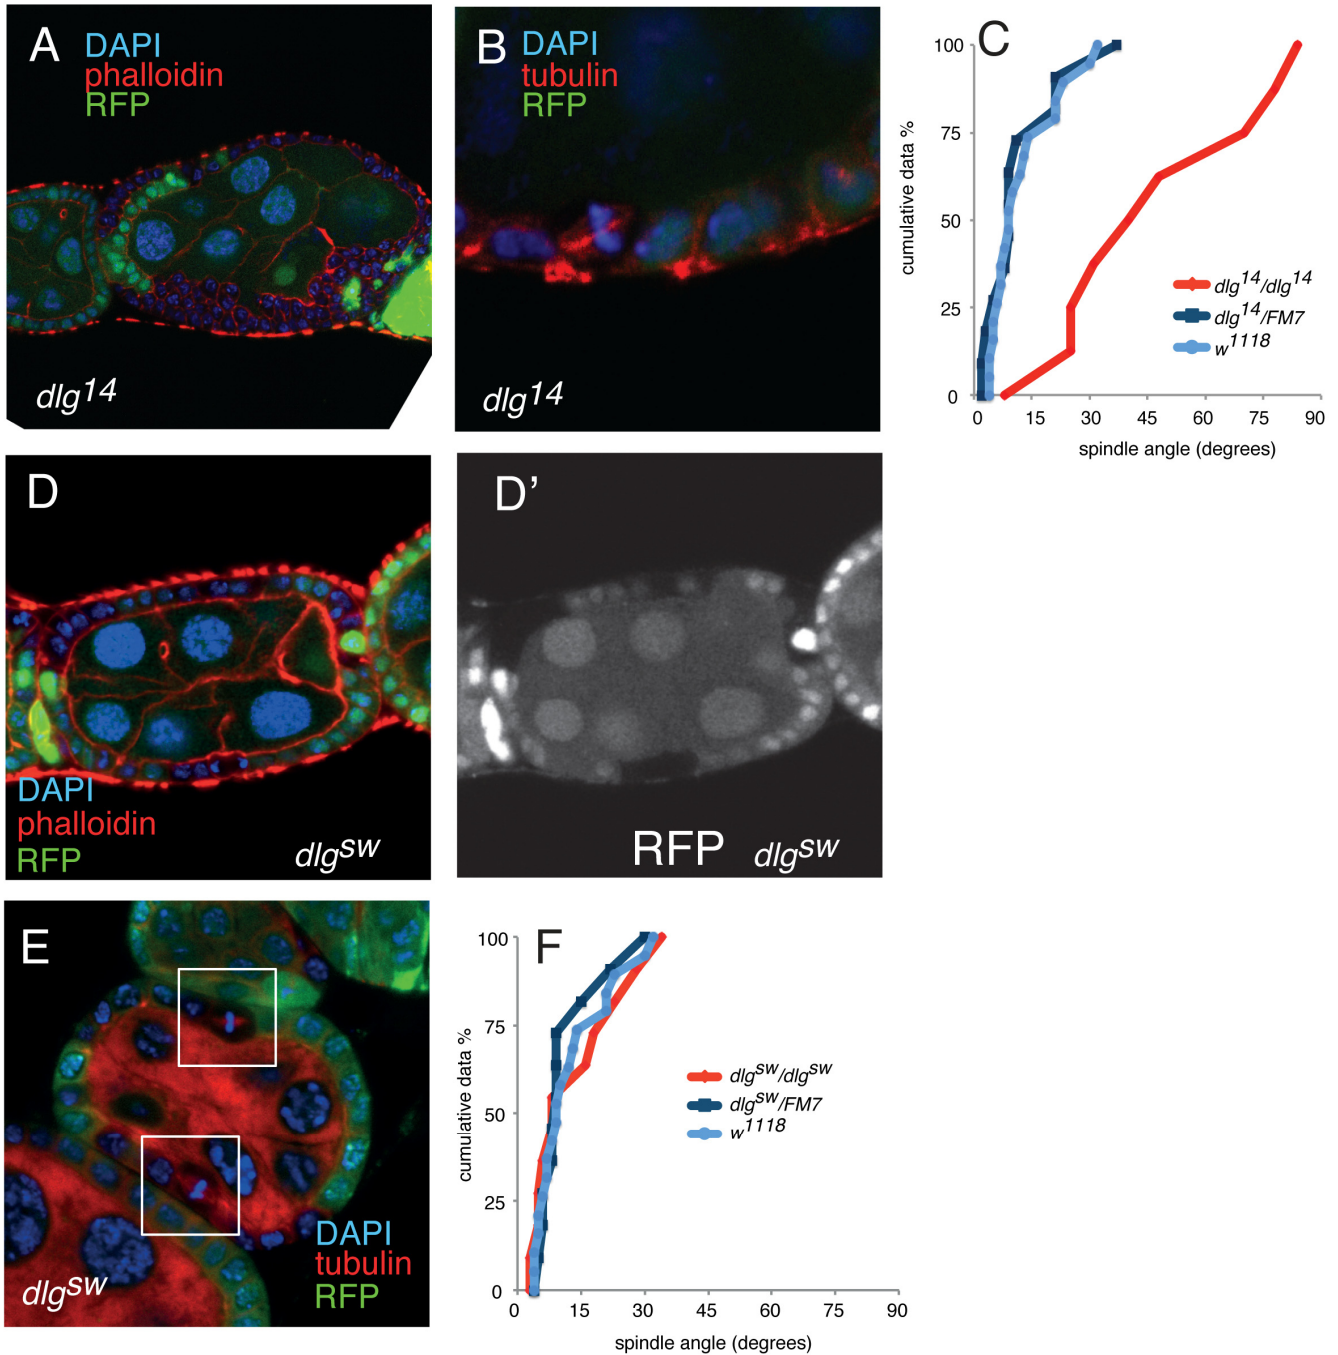 A
DAPI
phalloidin
RFP
dlg14
B
DAPI
tubulin
RFP
dlg14
C
100
75
50
25
0
cumulative data %
0 15 30 45 60 75 90
spindle angle (degrees)
dlg14/dlg14
dlg14/FM7
w1118
D
DAPI
phalloidin
RFP
dlgsw
D’
RFP dlgsw
E
DAPI
tubulin
RFP
dlgsw
F
100
75
50
25
0
cumulative data %
0 15 30 45 60 75 90
spindle angle (degrees)
dlgsw/dlgsw
dlgsw/FM7
w1118